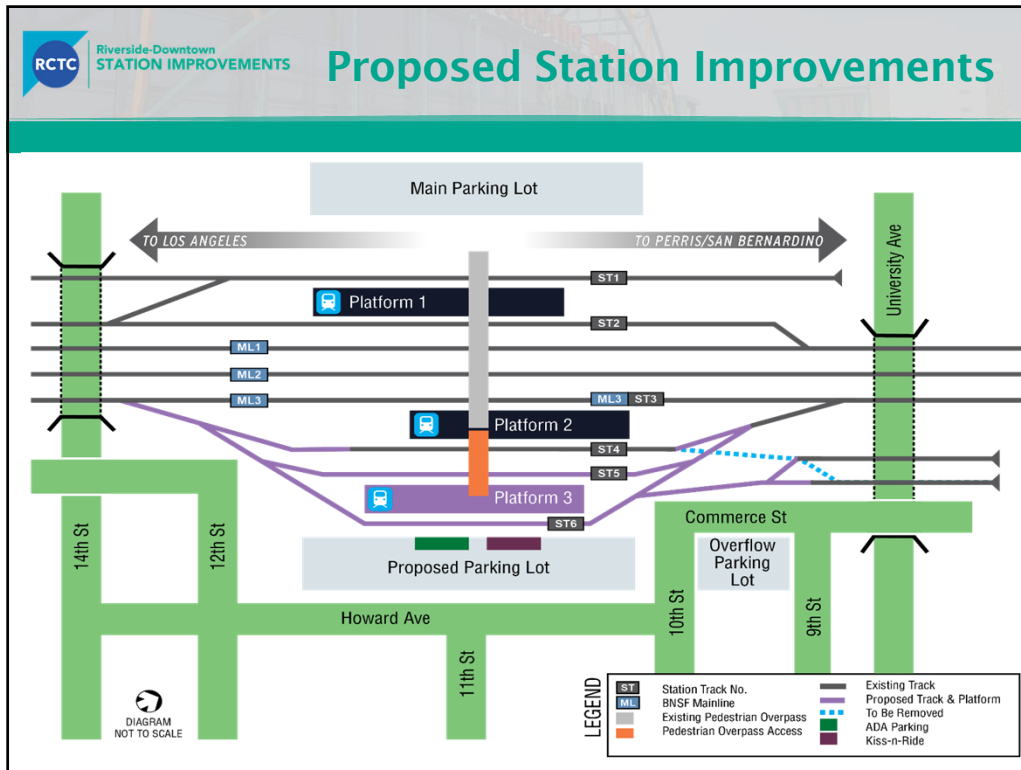 RCTC
Riverside-Downtown
STATION IMPROVEMENTS
Proposed Station Improvements
Main Parking Lot
TO LOS ANGELES
TO PERRIS/SAN BERNARDINO
University Ave
ST1
Platform 1
ST2
ML1
ML2
ML3
ML3 ST3
Platform 2
ST4
ST5
Platform 3
ST6
Commerce St
14th St
12th St
Proposed Parking Lot
Overflow
Parking
Lot
10th St
9th St
Howard Ave
11th St
DIAGRAM
NOT TO SCALE
LEGEND
ST Station Track No.
ML BNSF Mainline
Existing Pedestrian Overpass
Pedestrian Overpass Access
Existing Track
Proposed Track & Platform
To Be Removed
ADA Parking
Kiss-n-Ride